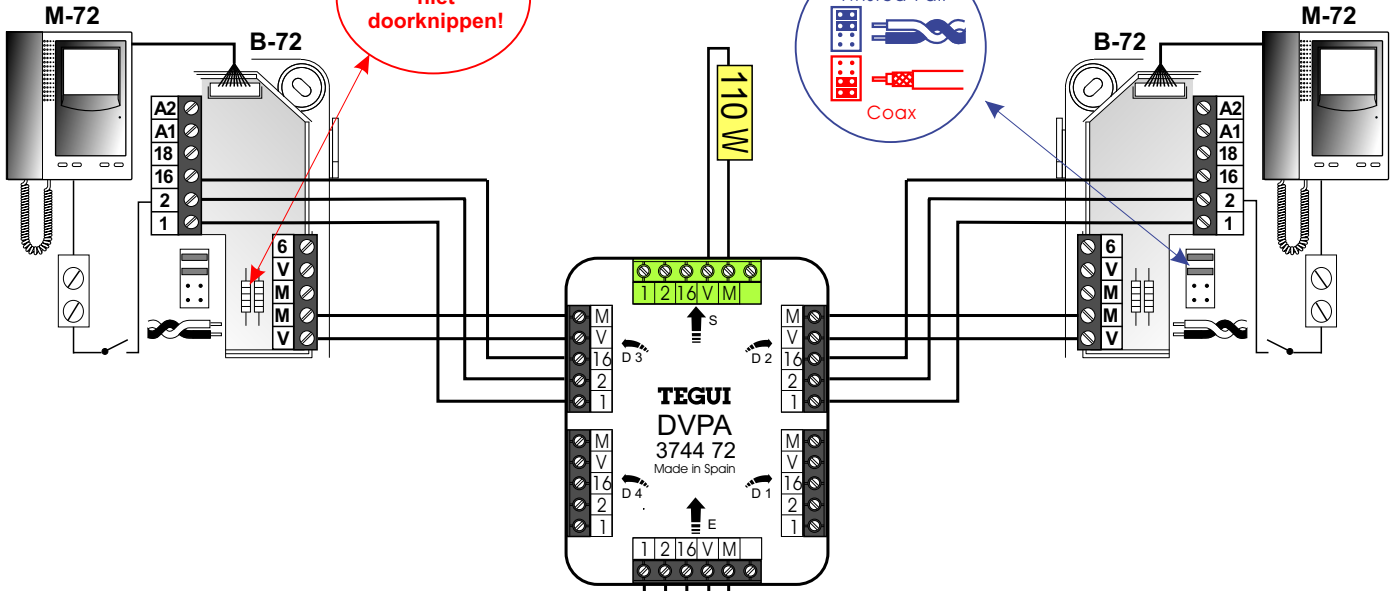 M-72
B-72
niet
doorknippen!
Twisted Pair
Coax
B-72
M-72
110 W
A2
A1
18
16
2
1
6
V
M
M
V
A2
A1
18
16
2
1
6
V
M
M
V
1 2 16 V M
S
M
V
16
2
1
D 3
M
V
16
2
1
D 2
TEGUI
DVPA
3744 72
Made in Spain
M
V
16
2
1
D 4
M
V
16
2
1
D 1
E
1 2 16 V M